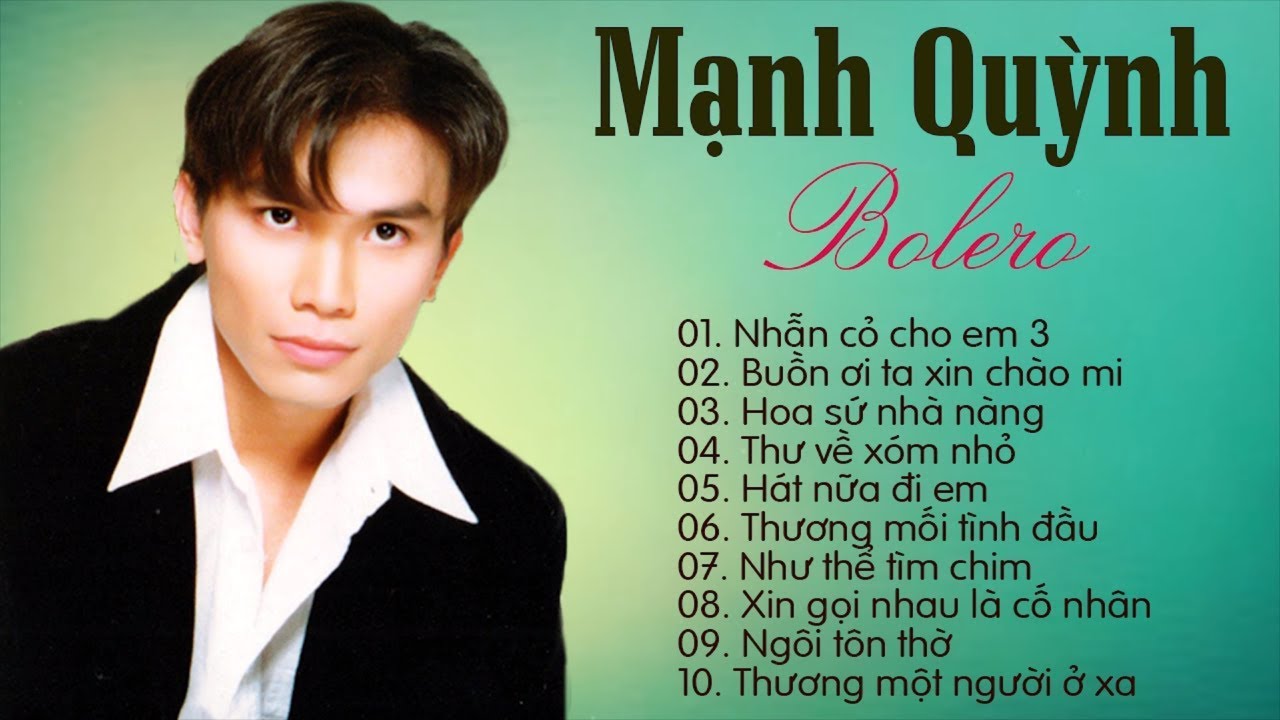 Mạnh Quỳnh
Bolero
01. Nhẫn cỏ cho em 3
02. Buồn ơi ta xin chào mi
03. Hoa sứ nhà nàng
04. Thư về xóm nhỏ
05. Hát nữa đi em
06. Thương mối tình đầu
07. Như thể tìm chim
08. Xin gọi nhau là cố nhân
09. Ngôi tôn thờ
10. Thương một người ở xa